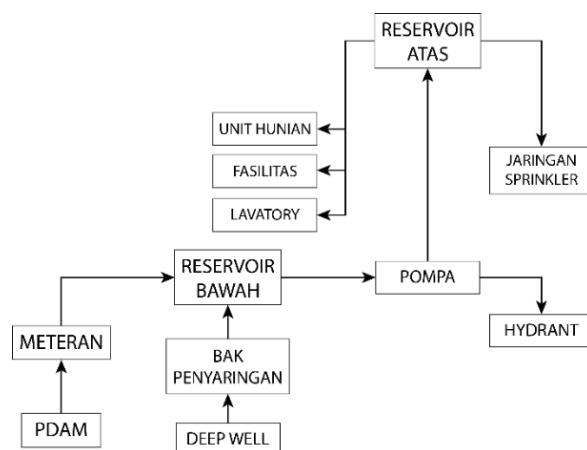 RESERVOIR
ATAS
UNIT HUNIAN
FASILITAS
LAVATORY
JARINGAN
SPRINKLER
RESERVOIR
BAWAH
POMPA
HYDRANT
METERAN
BAK
PENYARINGAN
PDAM
DEEP WELL